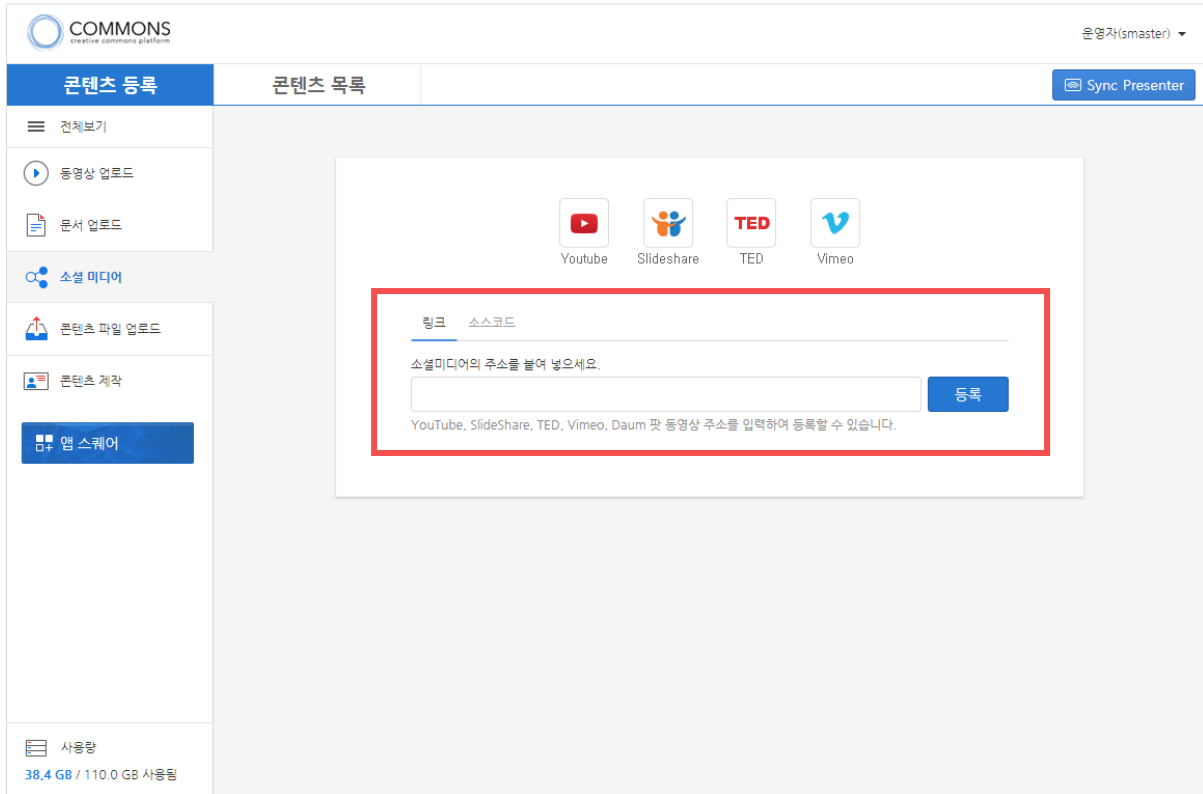 COMMONS
creative commons platform
운영자(smaster)
콘텐츠 등록
콘텐츠 목록
Sync Presenter
전체보기
동영상 업로드
문서 업로드
소셜 미디어
콘텐츠 파일 업로드
콘텐츠 제작
앱 스퀘어
TED
Youtube Slideshare TED Vimeo
링크 소스코드
소셜미디어의 주소를 붙여 넣으세요.
등록
YouTube, SlideShare, TED, Vimeo, Daum 팟 동영상 주소를 입력하여 등록할 수 있습니다.
사용량
38.4 GB / 110.0 GB 사용됨